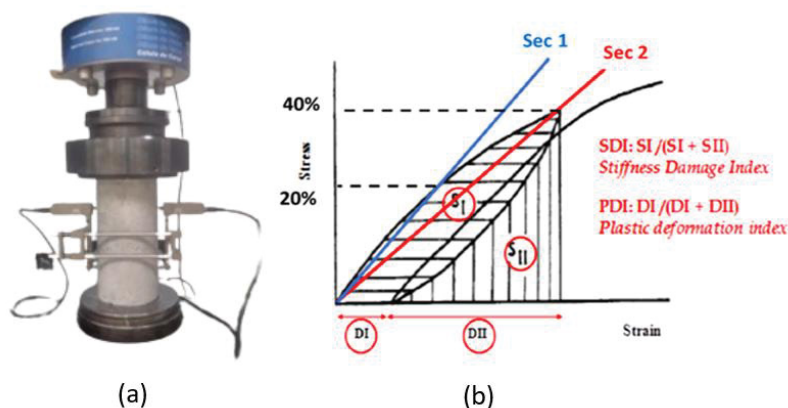 Sec 1
Sec 2
40%
20%
Stress
SI
SII
SDI: SI/(SI + SII)
Stiffness Damage Index
PDI: DI/(DI + DII)
Plastic deformation index
DI
DII
Strain
(a)
(b)